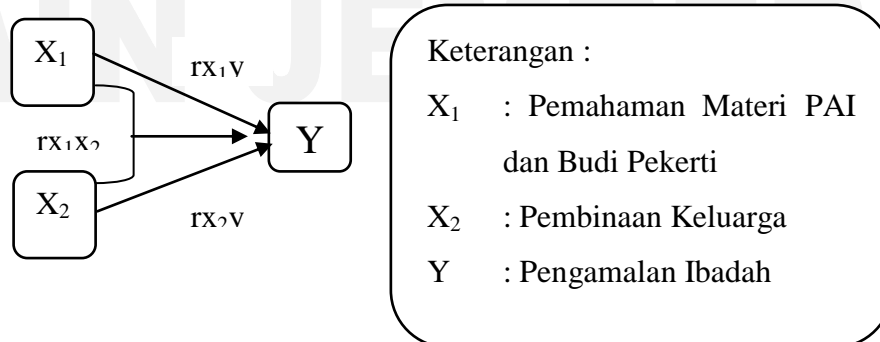 X₁
rx₁y
rx₁x₂
Y
X₂
rx₂y
Keterangan :
X₁ : Pemahaman Materi PAI
dan Budi Pekerti
X₂ : Pembinaan Keluarga
Y : Pengamalan Ibadah